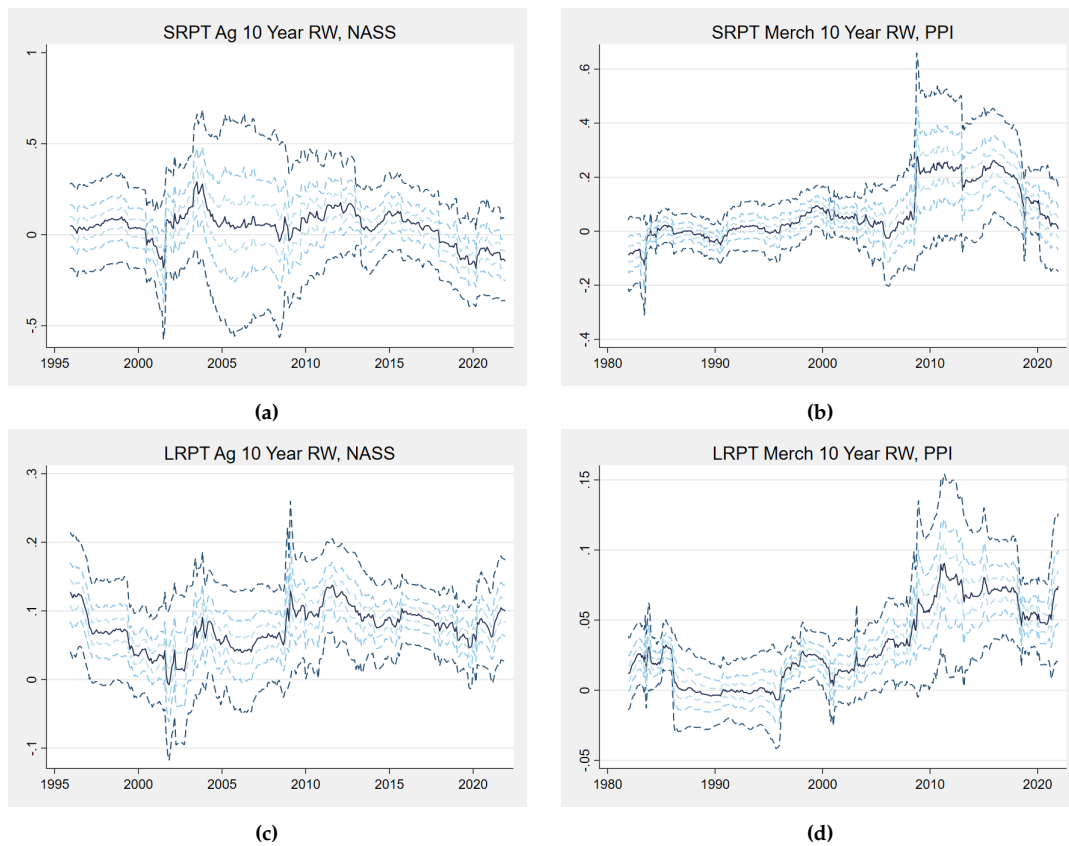 SRPT Ag 10 Year RW, NASS
1
.5
0
-.5
1995 2000 2005 2010 2015 2020
(a)
SRPT Merch 10 Year RW, PPI
.6
.4
.2
0
-.2
-.4
1980 1990 2000 2010 2020
(b)
LRPT Ag 10 Year RW, NASS
.3
.2
.1
0
-.1
1995 2000 2005 2010 2015 2020
(c)
LRPT Merch 10 Year RW, PPI
.15
.1
.05
0
-.05
1980 1990 2000 2010 2020
(d)